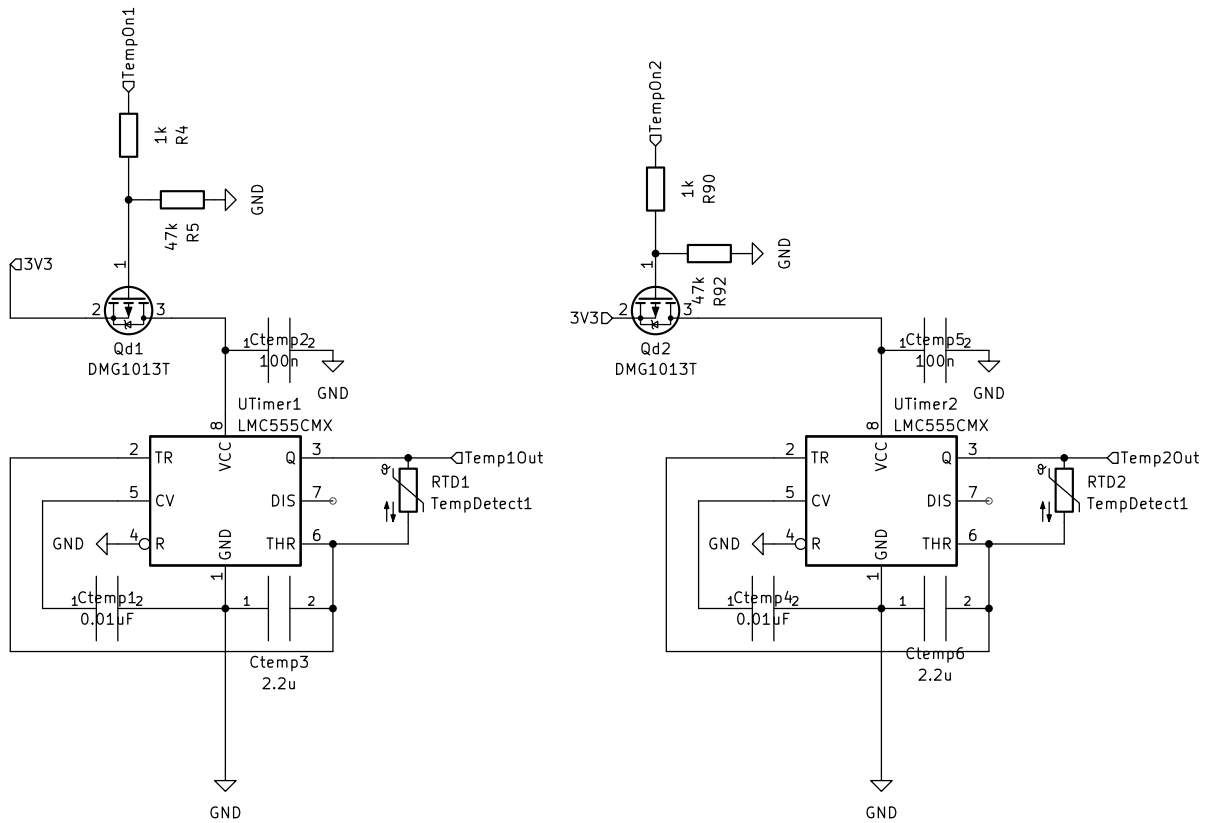 TempOn1
1k
R4
47k
R5
GND
3V3
1
2
3
Qd1
DMG1013T
1
Ctemp2
2
100n
GND
UTimer1
LMC555CMX
8
2
TR
VCC
Q
3
Temp1Out
5
CV
DIS
7
ϑ
RTD1
TempDetect1
GND
4
R
GND
THR
6
1
1
Ctemp1
2
0.01uF
1
2
Ctemp3
2.2u
GND
TempOn2
1k
R90
47k
R92
GND
1
3V3
2
3
Qd2
DMG1013T
1
Ctemp5
2
100n
GND
UTimer2
LMC555CMX
8
2
TR
VCC
Q
3
Temp2Out
5
CV
DIS
7
ϑ
RTD2
TempDetect1
GND
4
R
GND
THR
6
1
1
Ctemp4
2
0.01uF
1
2
Ctemp6
2.2u
GND